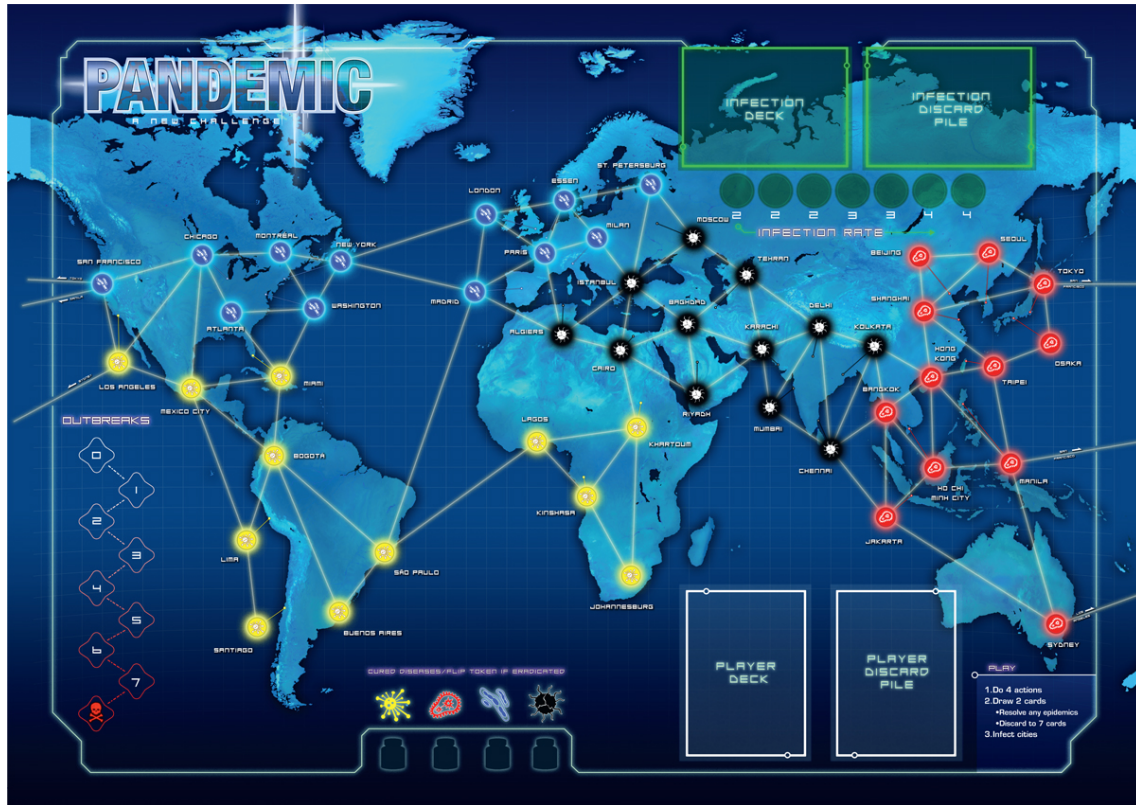 PANDEMIC
A NEW CHALLENGE
INFECTION
DECK
INFECTION
DISCARD
PILE
2 2 2 3 3 4 4
INFECTION RATE
ST. PETERSBURG
ESSEN
LONDON
MOSCOW
MILAN
PARIS
CHICAGO
MONTRÉAL
NEW YORK
SAN FRANCISCO
WASHINGTON
ATLANTA
MADRID
ISTANBUL
TEHRAN
BEIJING
SEOUL
TOKYO
SHANGHAI
ALGIERS
BAGHDAD
KARACHI
DELHI
KOLKATA
HONG
KONG
OSAKA
TAIPEI
CAIRO
LOS ANGELES
MEXICO CITY
MIAMI
RIYADH
MUMBAI
BANGKOK
LAGOS
KHARTOUM
CHENNAI
OUTBREAKS
0
1
2
3
4
5
6
7
BOGOTÁ
KINSHASA
HO CHI
MINH CITY
MANILA
LIMA
SÃO PAULO
JAKARTA
JOHANNESBURG
SANTIAGO
BUENOS AIRES
SYDNEY
CURED DISEASES/FLIP TOKEN IF ERADICATED
PLAYER
DECK
PLAYER
DISCARD
PILE
PLAY
1.Do 4 actions
2.Draw 2 cards
•Resolve any epidemics
•Discard to 7 cards
3.Infect cities